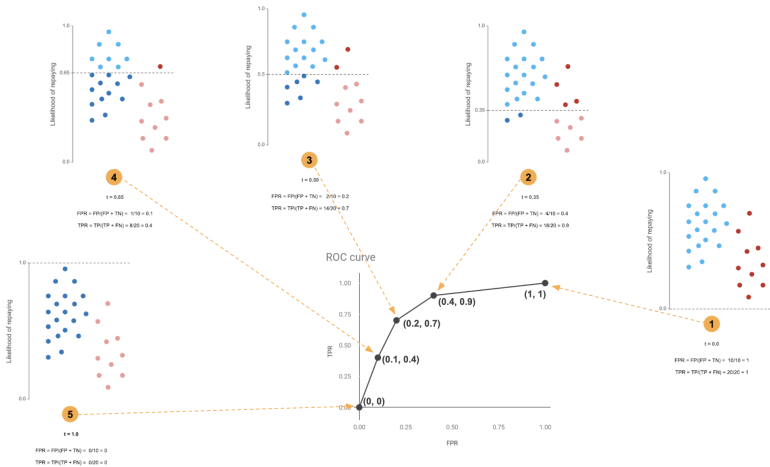 1.0
Likelihood of repaying
0.65
0.0
4
t = 0.65
FPR = FP/(FP + TN) = 1/10 = 0.1
TPR = TP/(TP + FN) = 8/20 = 0.4
1.0
Likelihood of repaying
0.5
0.0
3
t = 0.50
FPR = FP/(FP + TN) = 2/10 = 0.2
TPR = TP/(TP + FN) = 14/20 = 0.7
1.0
Likelihood of repaying
0.35
0.0
2
t = 0.35
FPR = FP/(FP + TN) = 4/10 = 0.4
TPR = TP/(TP + FN) = 18/20 = 0.9
1.0
Likelihood of repaying
0.0
1
t = 0.0
FPR = FP/(FP + TN) = 10/10 = 1
TPR = TP/(TP + FN) = 20/20 = 1
1.0
Likelihood of repaying
0.0
5
t = 1.0
FPR = FP/(FP + TN) = 0/10 = 0
TPR = TP/(TP + FN) = 0/20 = 0
ROC curve
1.00
(1, 1)
(0.4, 0.9)
0.75
(0.2, 0.7)
TPR
0.50
(0.1, 0.4)
0.25
0.00
(0, 0)
0.0 0.25 0.50 0.75 1.00
FPR